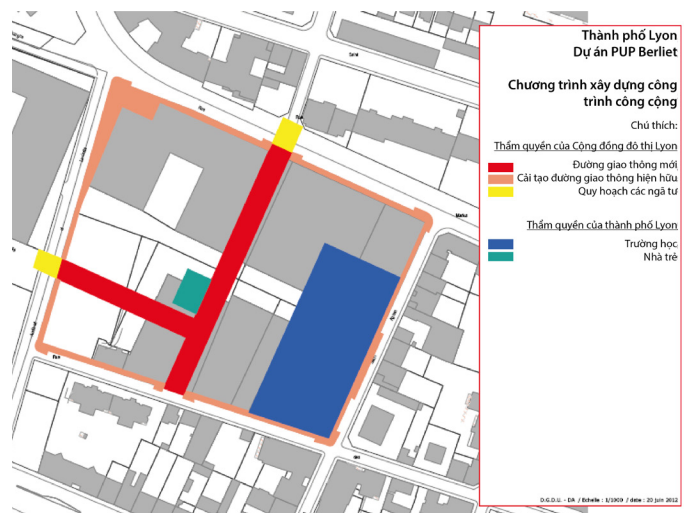 Thành phố Lyon
Dự án PUP Berliet
Chương trình xây dựng công
trình công cộng
Chú thích:
Thẩm quyền của Cộng đồng đô thị Lyon
Đường giao thông mới
Cải tạo đường giao thông hiện hữu
Quy hoạch các ngã tư
Thẩm quyền của thành phố Lyon
Trường học
Nhà trẻ
D.G.D.U. - DA / Echelle : 1/1000 / date : 20 juin 2012
Rue
Rue